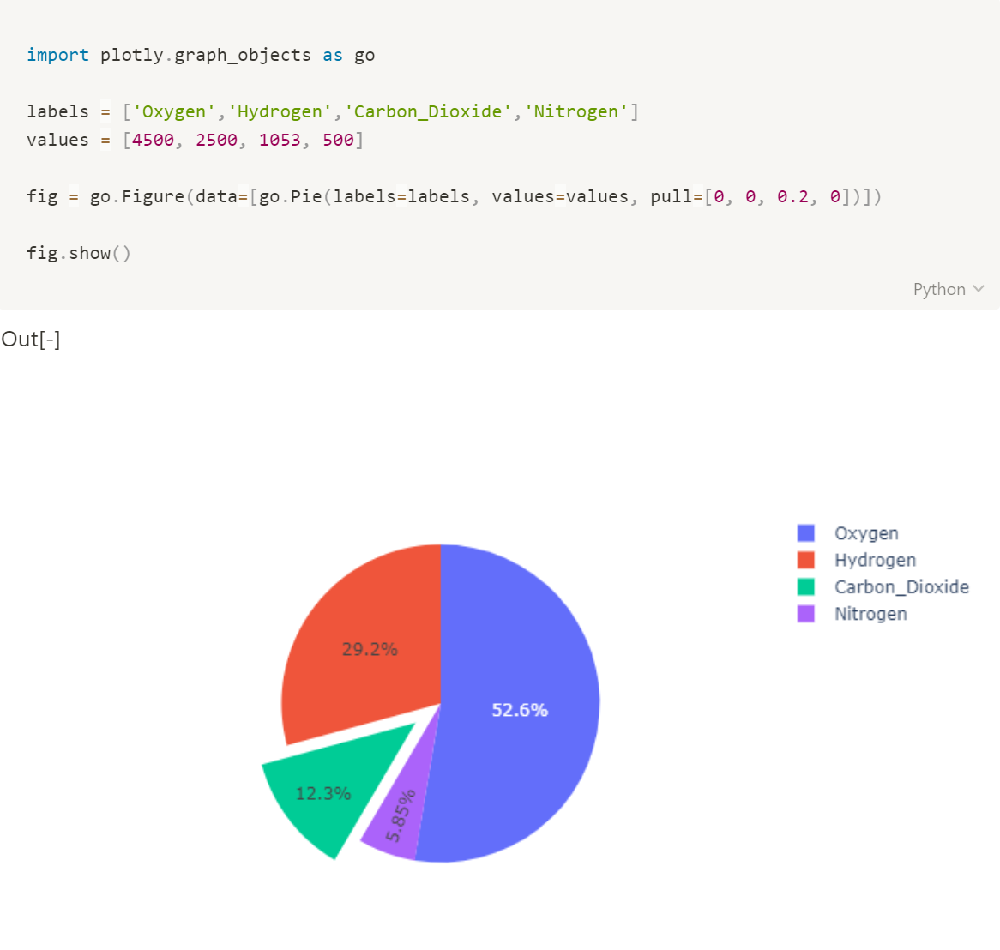 import plotly.graph_objects as go
labels = ['Oxygen','Hydrogen','Carbon_Dioxide','Nitrogen']
values = [4500, 2500, 1053, 500]
fig = go.Figure(data=[go.Pie(labels=labels, values=values, pull=[0, 0, 0.2, 0])])
fig.show()
Python
Out[-]
Oxygen
Hydrogen
Carbon_Dioxide
Nitrogen
29.2%
52.6%
12.3%
5.85%